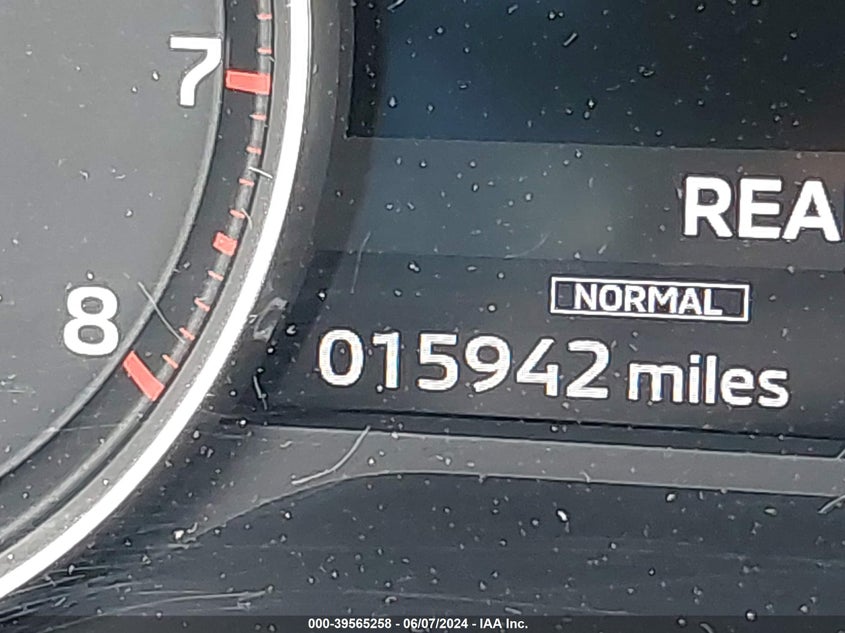 7
REA
NORMAL
8
015942 miles
000-39565258 - 06/07/2024 - IAA Inc.